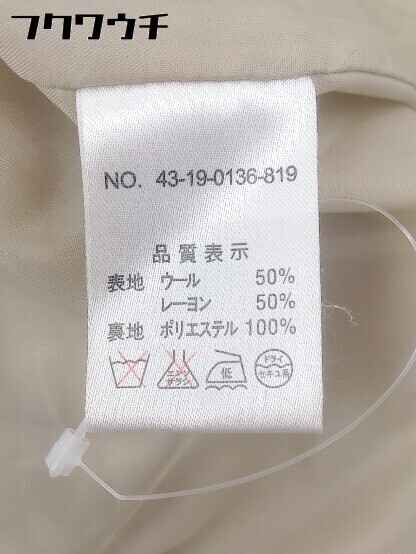 フクワウチ
NO. 43-19-0136-819
品質表示
表地 ウール 50%
レーヨン 50%
裏地 ポリエステル 100%
エンソ サラシ 低 ドライ セキユ系